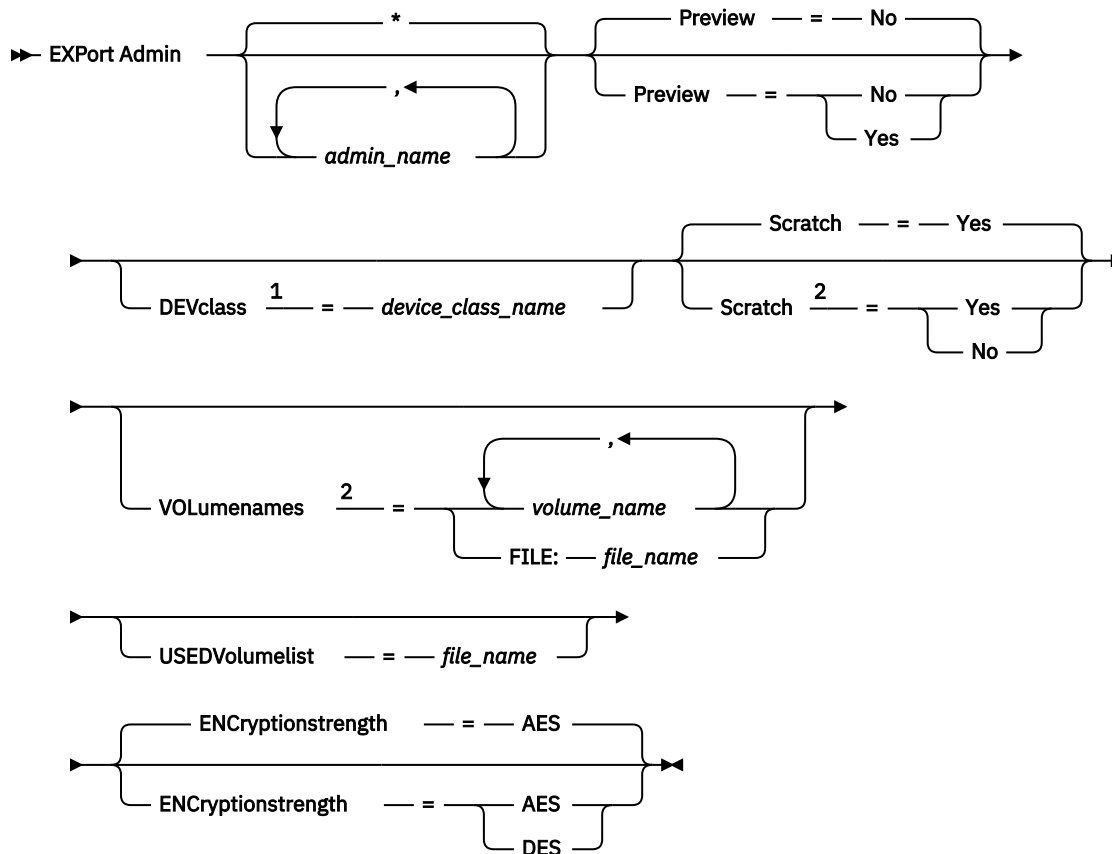 *
Preview = No
EXPort Admin
,
Preview = No
admin_name
Yes
Scratch = Yes
DEVclass 1 = device_class_name
Scratch 2 = Yes
No
,
VOLumenames 2 = volume_name
FILE: file_name
USEDVolumelist = file_name
ENCryptionstrength = AES
ENCryptionstrength = AES
DES